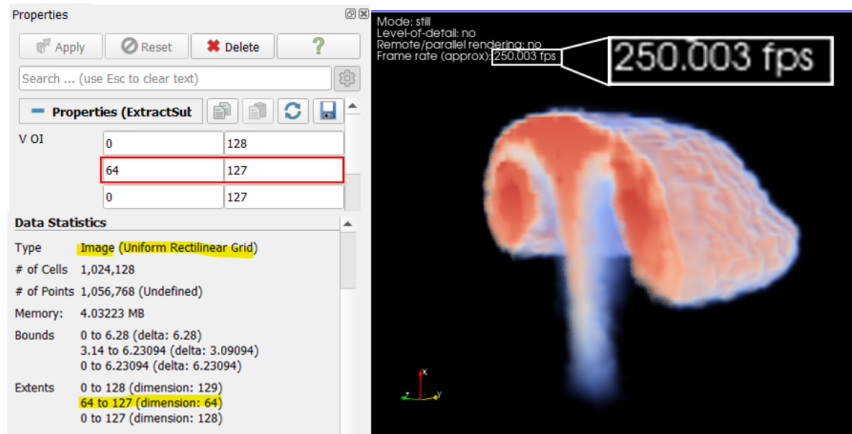 Properties
Apply
Reset
Delete
?
Search ... (use Esc to clear text)
Properties (ExtractSub
V OI
0
128
64
127
0
127
Data Statistics
Type Image (Uniform Rectilinear Grid)
# of Cells 1,024,128
# of Points 1,056,768 (Undefined)
Memory: 4.03223 MB
Bounds 0 to 6.28 (delta: 6.28)
3.14 to 6.23094 (delta: 3.09094)
0 to 6.23094 (delta: 6.23094)
Extents 0 to 128 (dimension: 129)
64 to 127 (dimension: 64)
0 to 127 (dimension: 128)
Mode: still
Level-of-detail: no
Remote/parallel rendering: no
Frame rate (approx): 250.003 fps
250.003 fps
X
Z
Y